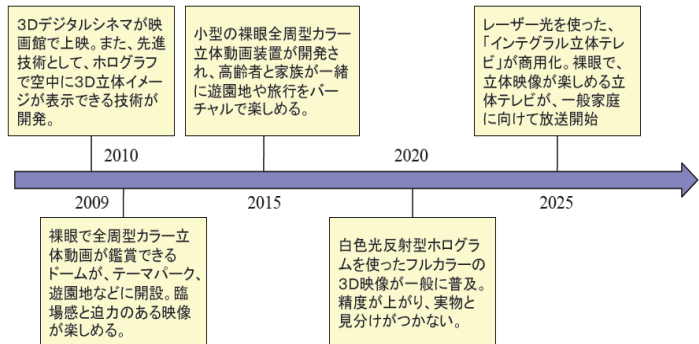 3Dデジタルシネマが映
画館で上映。また、先進
技術として、ホログラフ
で空中に3D立体イメー
ジが表示できる技術が
開発。
小型の裸眼全周型カラー
立体動画装置が開発さ
れ、高齢者と家族が一緒
に遊園地や旅行をバー
チャルで楽しめる。
レーザー光を使った、
「インテグラル立体テレ
ビ」が商用化。裸眼で、
立体映像が楽しめる立
体テレビが、一般家庭
に向けて放送開始
2010
2020
2009
2015
2025
裸眼で全周型カラー立
体動画が鑑賞できる
ドームが、テーマパーク、
遊園地などに開設。臨
場感と迫力のある映像
が楽しめる。
白色光反射型ホログラ
ムを使ったフルカラーの
3D映像が一般に普及。
精度が上がり、実物と
見分けがつかない。